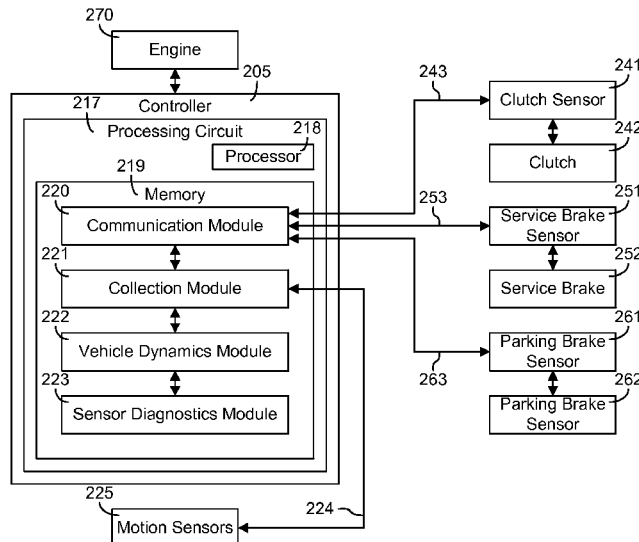 270
Engine
205
Controller
217
Processing Circuit
218
Processor
219
Memory
220
Communication Module
221
Collection Module
222
Vehicle Dynamics Module
223
Sensor Diagnostics Module
225
Motion Sensors
224
243
241
Clutch Sensor
242
Clutch
253
251
Service Brake
Sensor
252
Service Brake
263
261
Parking Brake
Sensor
262
Parking Brake
Sensor